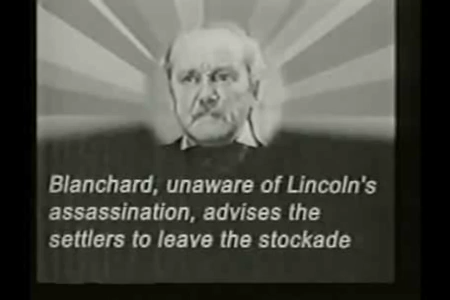 Blanchard, unaware of Lincoln's
assassination, advises the
settlers to leave the stockade